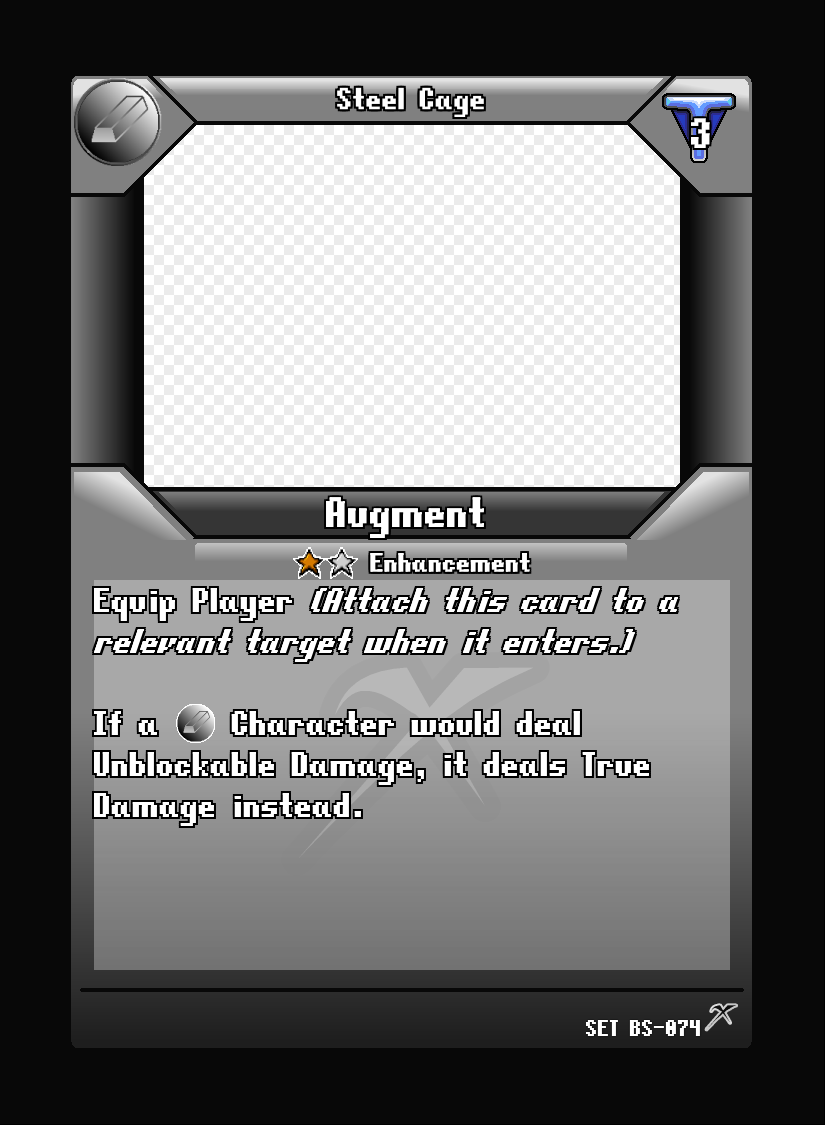 Steel Cage
3
Augment
Enhancement
Equip Player (Attach this card to a
relevant target when it enters.)
If a Character would deal
Unblockable Damage, it deals True
Damage instead.
SET BS-074